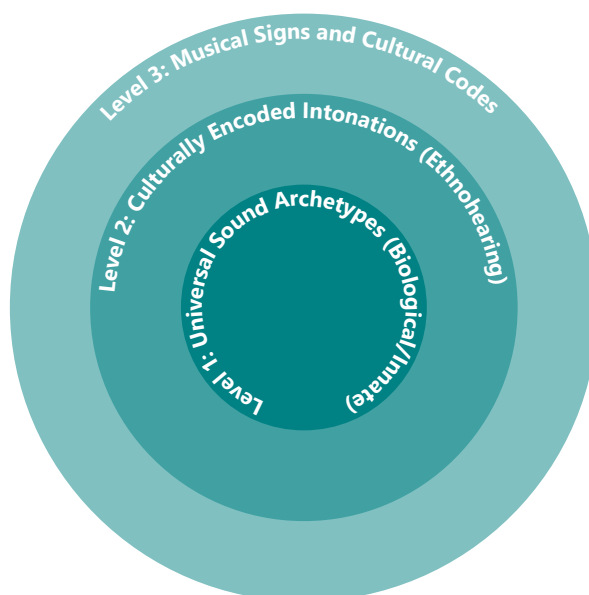 Level 3: Musical Signs and Cultural Codes
Level 2: Culturally Encoded Intonations (Ethnohearing)
Level 1: Universal Sound Archetypes (Biological/Innate)